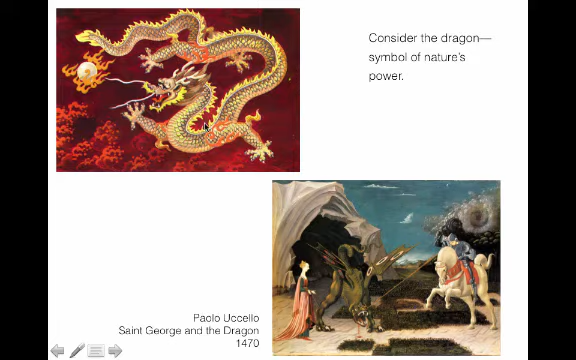 Consider the dragon—
symbol of nature's
power.
Paolo Uccello
Saint George and the Dragon
1470